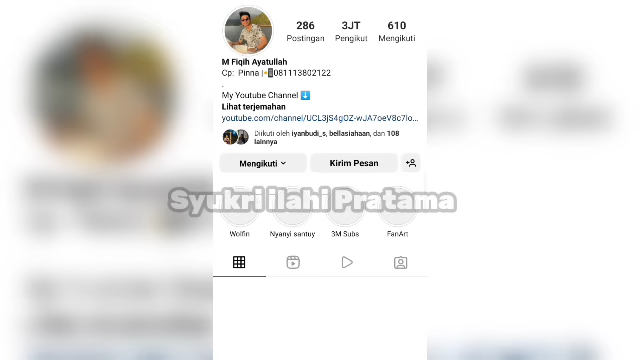 286 3JT 610
Postingan Pengikut Mengikuti
M Fiqih Ayatullah
Cp: Pinna |📱081113802122
.
My Youtube Channel ⬇️
Lihat terjemahan
youtube.com/channel/UCL3jS4gOZ-wJA7oeV8c7lo...
Diikuti oleh iyanbudi_s, bellasiahaan, dan 108
lainnya
Mengikuti Kirim Pesan
Syukri ilahi Pratama
Wolfin Nyanyi santuy 3M Subs FanArt